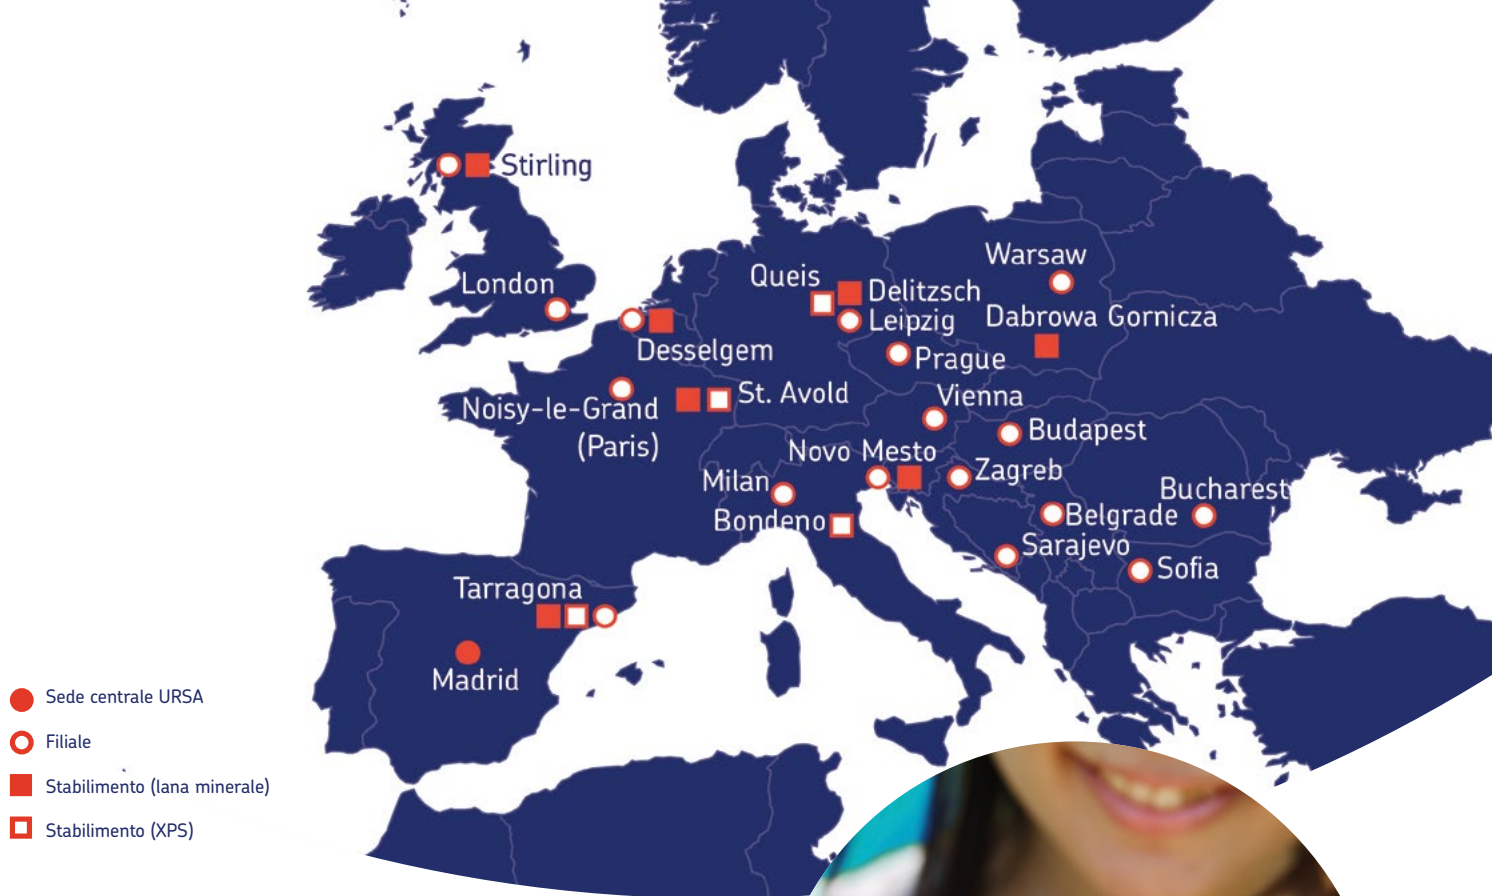 Stirling
London
Desselgem
Noisy-le-Grand
(Paris)
St. Avold
Queis
Delitzsch
Leipzig
Warsaw
Dabrowa Gornicza
Prague
Vienna
Budapest
Novo Mesto
Zagreb
Milan
Bondeno
Belgrade
Bucharest
Sarajevo
Sofia
Tarragona
Madrid
Sede centrale URSA
Filiale
Stabilimento (lana minerale)
Stabilimento (XPS)